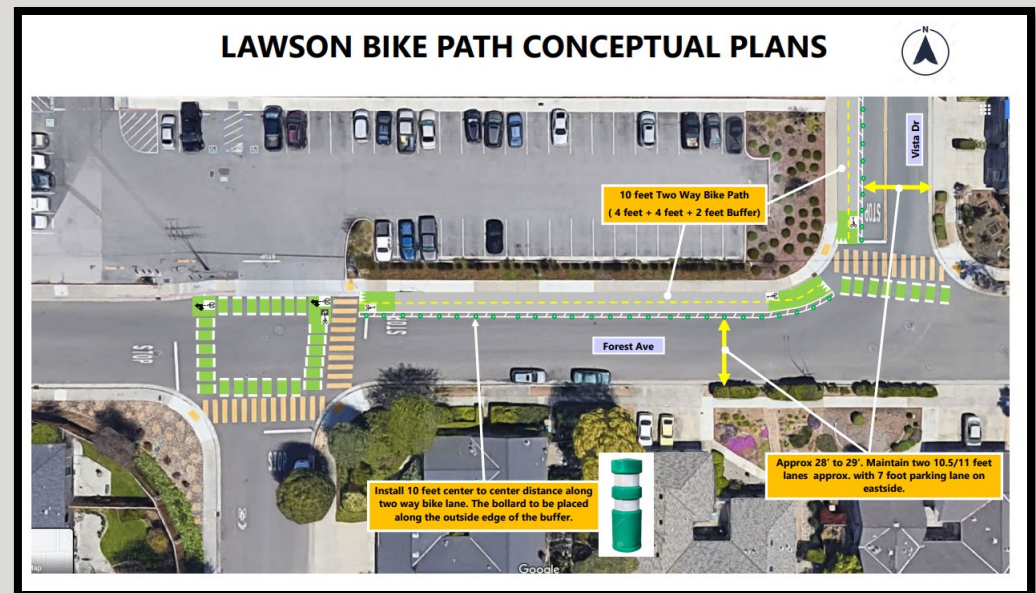 LAWSON BIKE PATH CONCEPTUAL PLANS
N
Vista Dr
10 feet Two Way Bike Path
( 4 feet + 4 feet + 2 feet Buffer)
STOP
STOP
STOP
STOP
Forest Ave
Approx 28’ to 29’. Maintain two 10.5/11 feet
lanes approx. with 7 foot parking lane on
eastside.
Install 10 feet center to center distance along
two way bike lane. The bollard to be placed
along the outside edge of the buffer.
Google